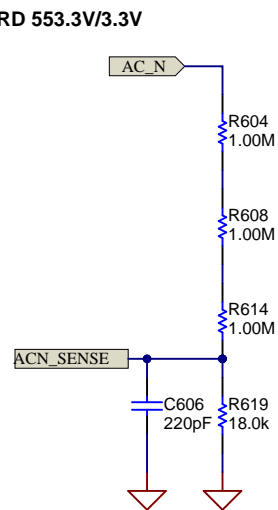 RD 553.3V/3.3V
AC_N
R604
1.00M
R608
1.00M
R614
1.00M
ACN_SENSE
C606
220pF
R619
18.0k